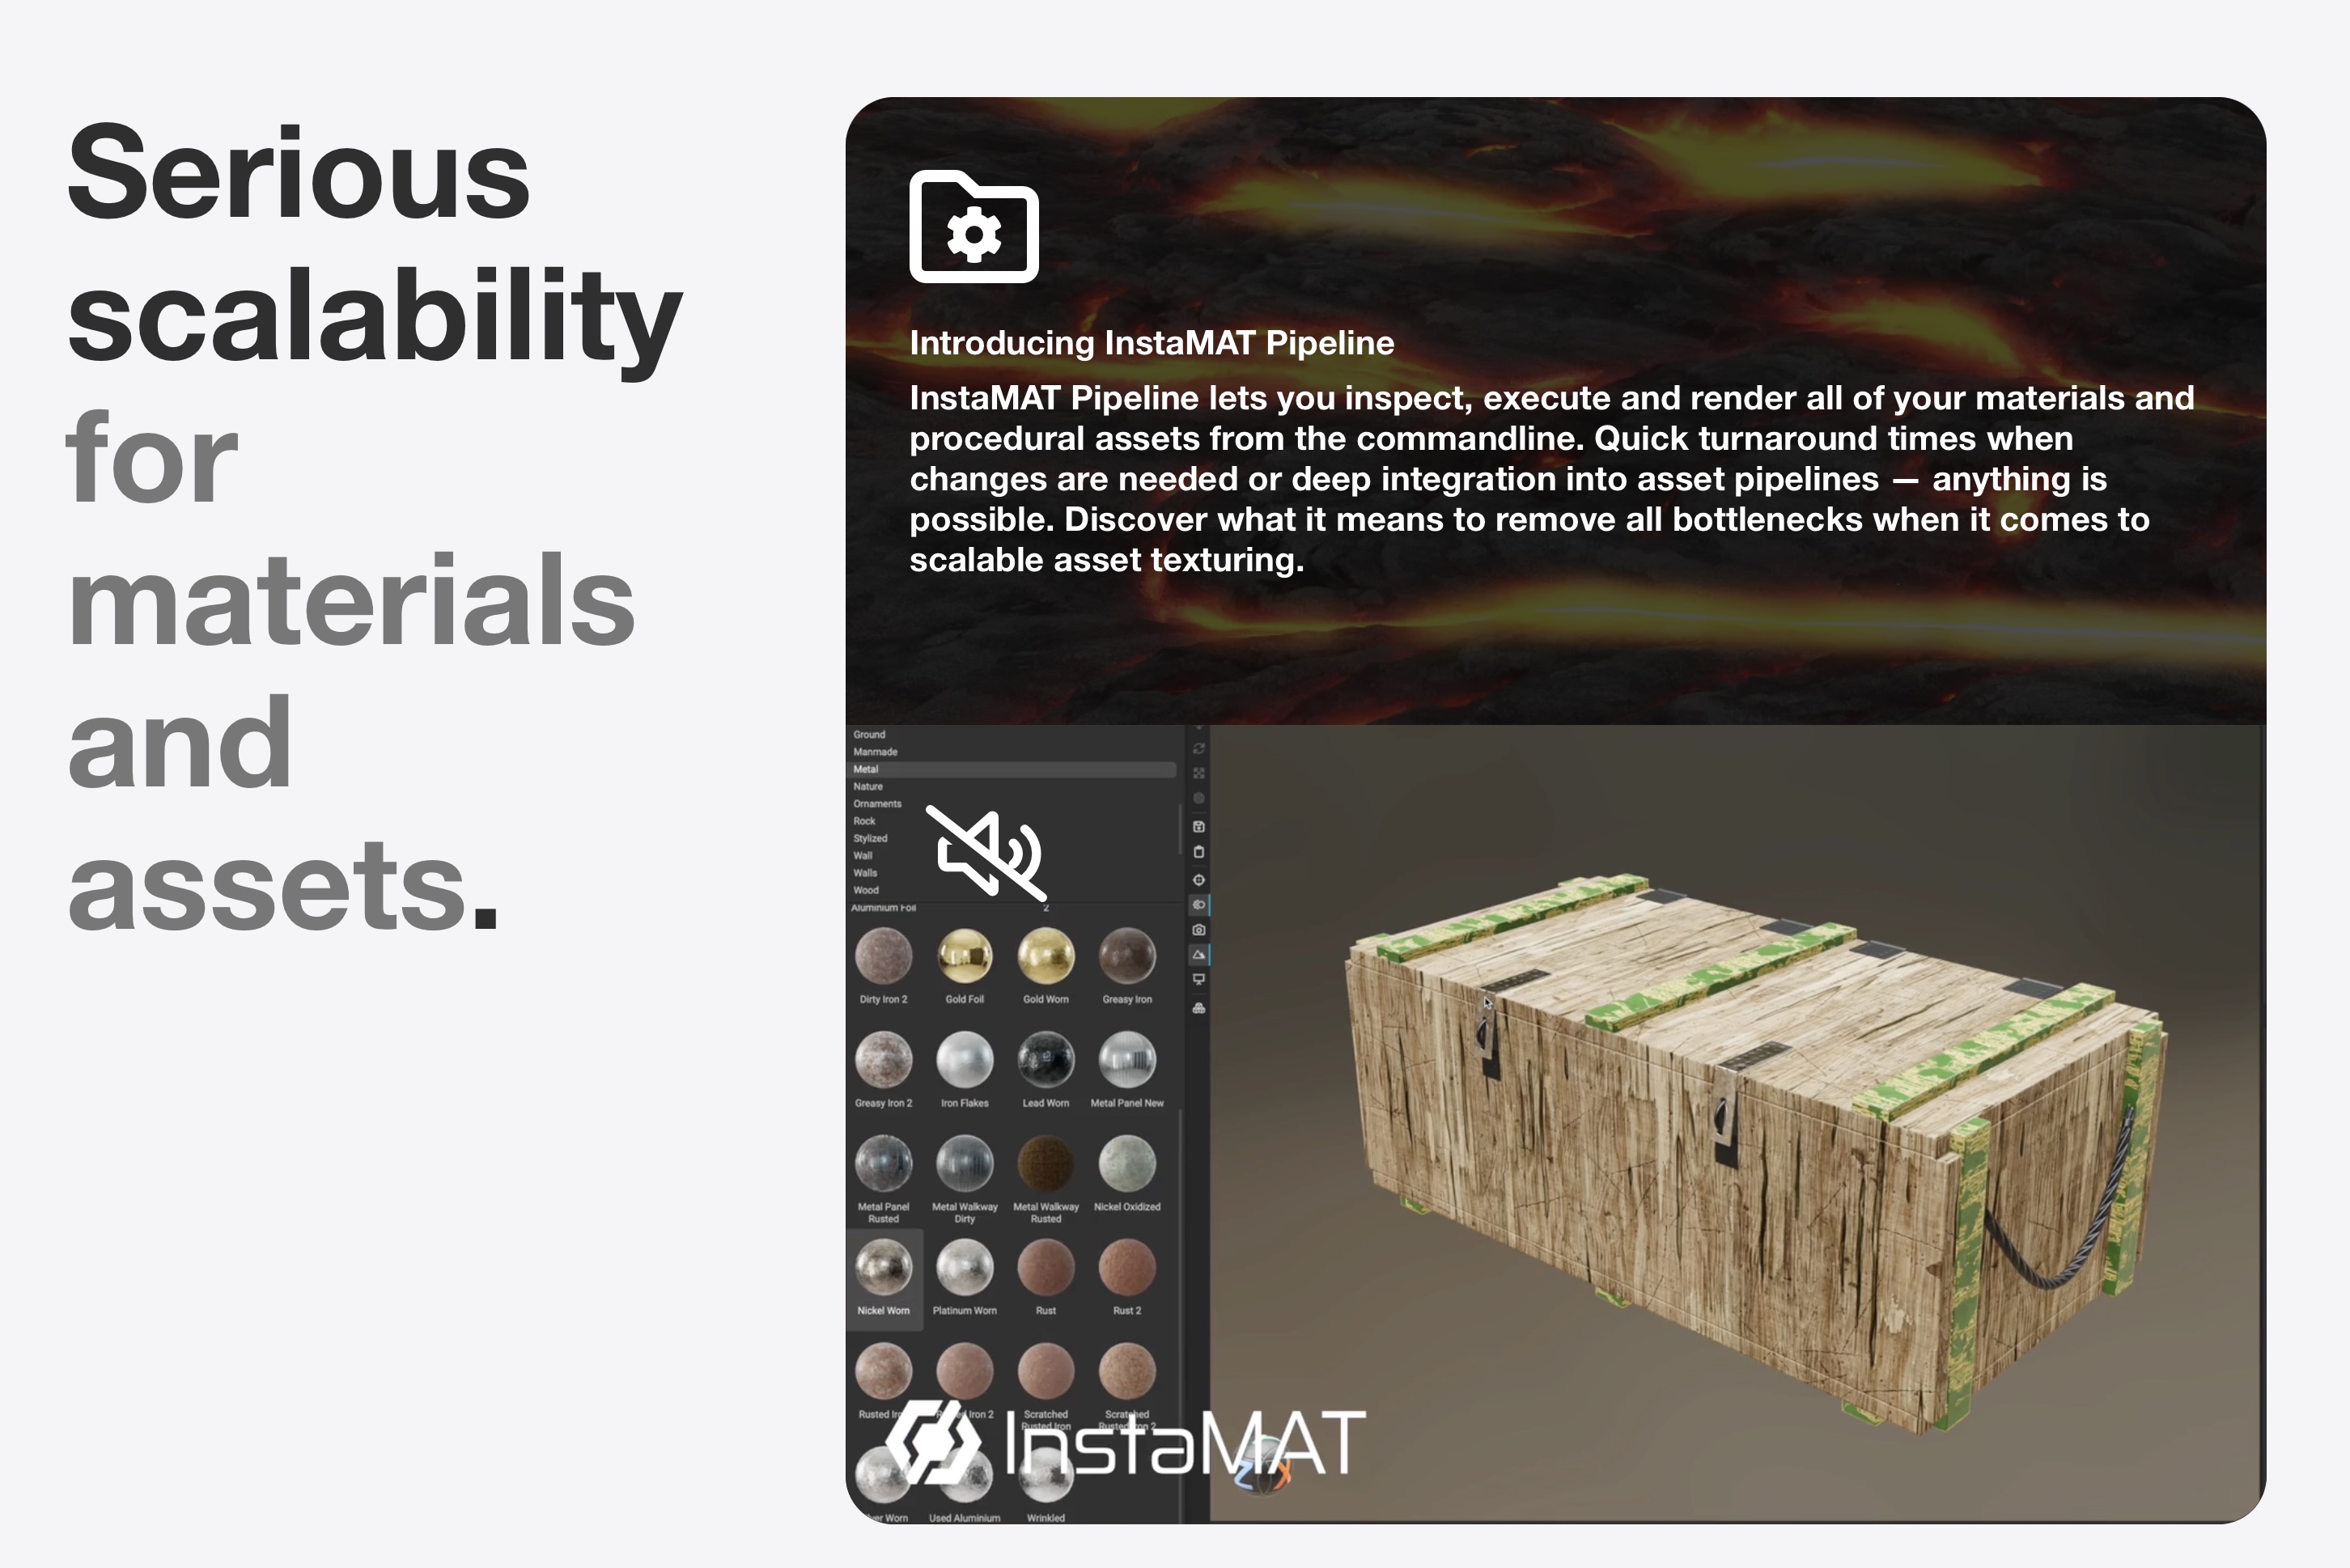 Serious
scalability
for
materials
and
assets.
Introducing InstaMAT Pipeline
InstaMAT Pipeline lets you inspect, execute and render all of your materials and
procedural assets from the commandline. Quick turnaround times when
changes are needed or deep integration into asset pipelines — anything is
possible. Discover what it means to remove all bottlenecks when it comes to
scalable asset texturing.
Ground
Manmade
Metal
Nature
Ornaments
Rock
Stylized
Wall
Walls
Wood
Aluminium Foil
2
Dirty Iron 2
Gold Foil
Gold Worn
Greasy Iron
Greasy Iron 2
Iron Flakes
Lead Worn
Metal Panel New
Metal Panel
Rusted
Metal Walkway
Dirty
Metal Walkway
Rusted
Nickel Oxidized
Nickel Worn
Platinum Worn
Rust
Rust 2
Rusted
Iron 2
Scratched
Rusted Iron
Scratched
Rusted Iron 2
InstaMAT
Z
X
Worn
Used Aluminium
Wrinkled